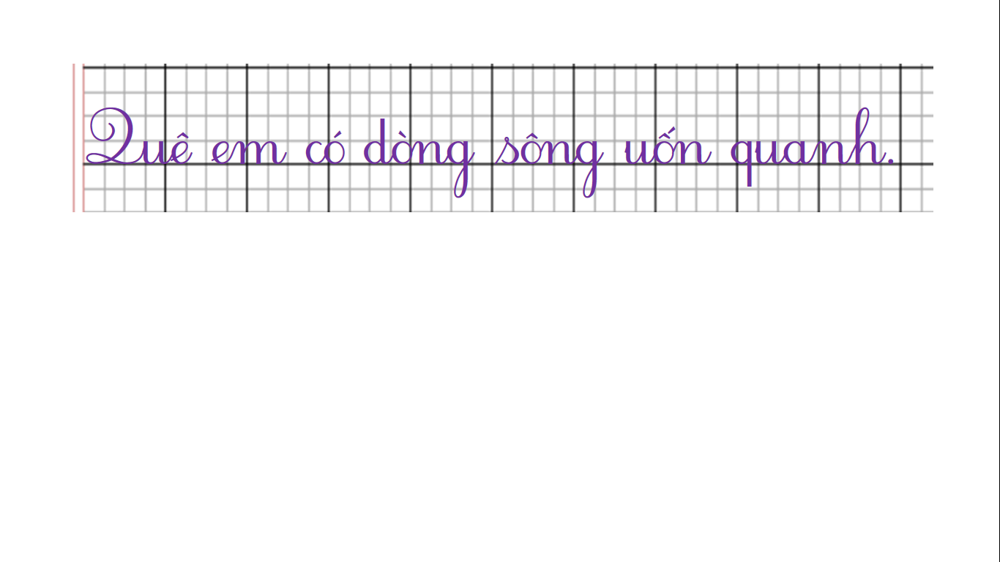 Quê em có dòng sông uốn quanh.